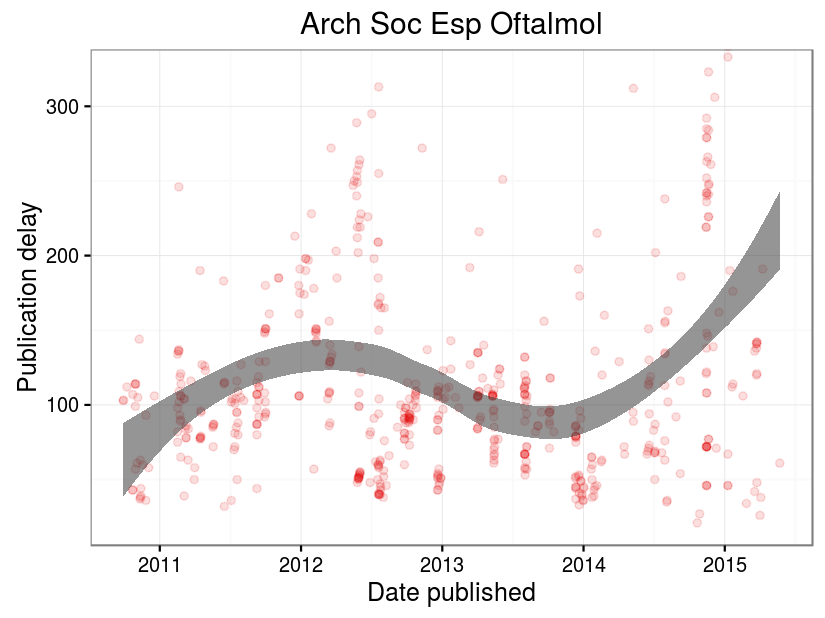 Arch Soc Esp Oftalmol
Publication delay
300
200
100
2011 2012 2013 2014 2015
Date published